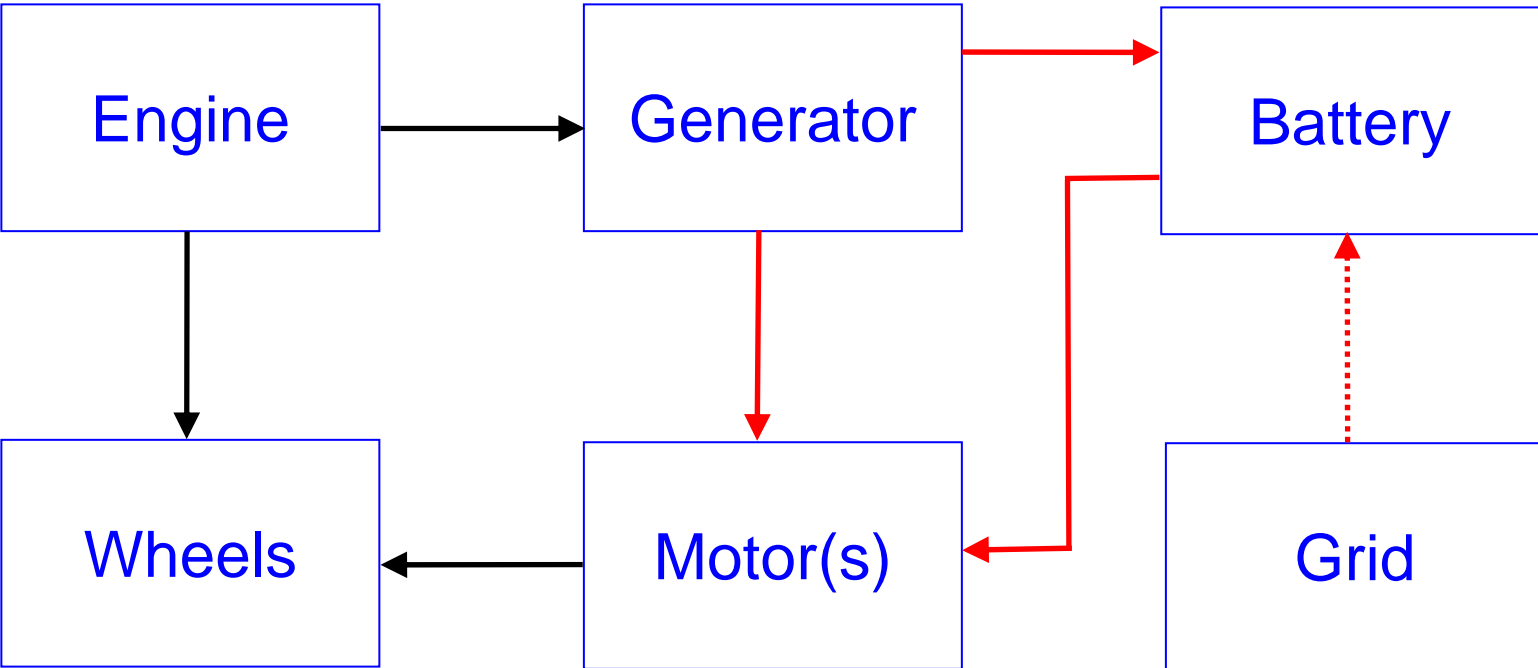 Engine
Generator
Battery
Wheels
Motor(s)
Grid